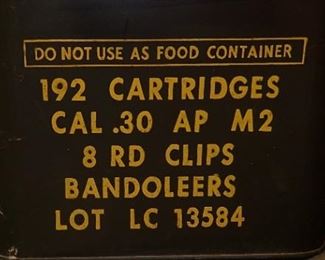 DO NOT USE AS FOOD CONTAINER
192 CARTRIDGES
CAL .30 AP M2
8 RD CLIPS
BANDOLEERS
LOT LC 13584